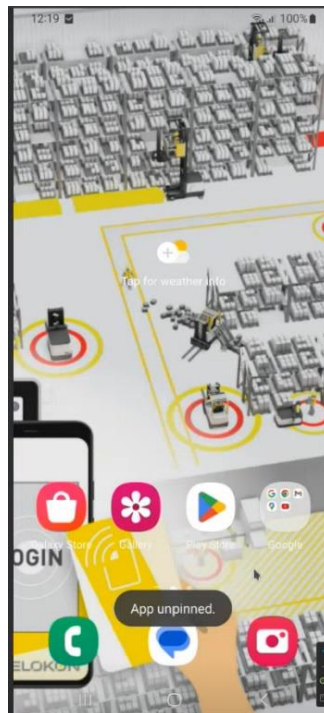 12:19
100%
Tap for weather info
Galaxy Store
Gallery
Play Store
Google
OGIN
App unpinned.
ELOKON